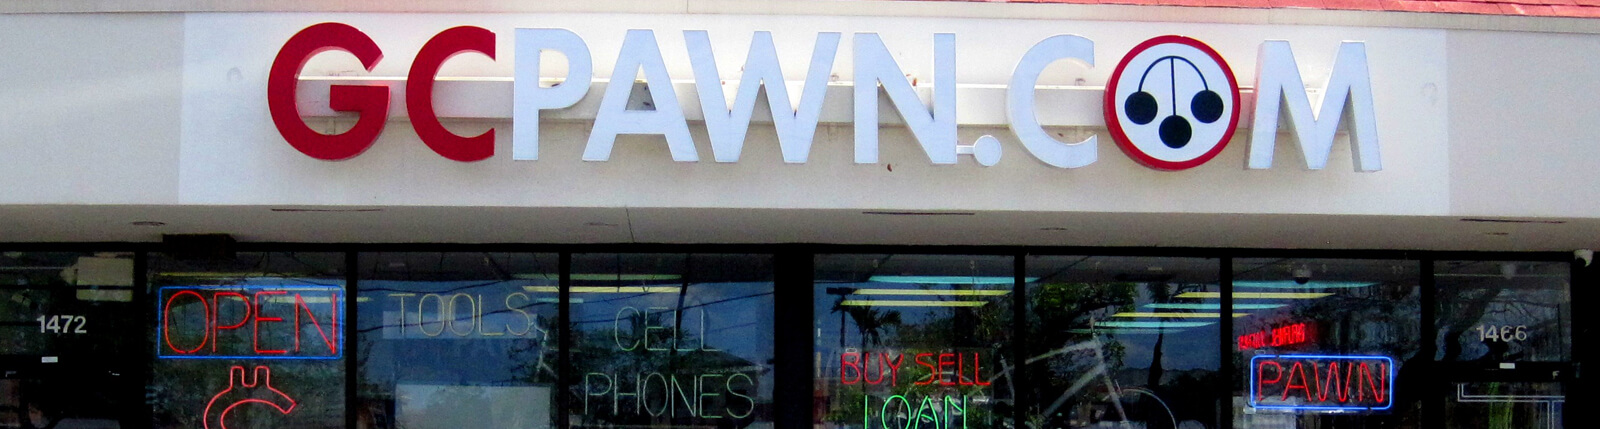 GCPAWN.COM
1472
OPEN
TOOLS
CELL
PHONES
BUY SELL
LOAN
PAWN
1466